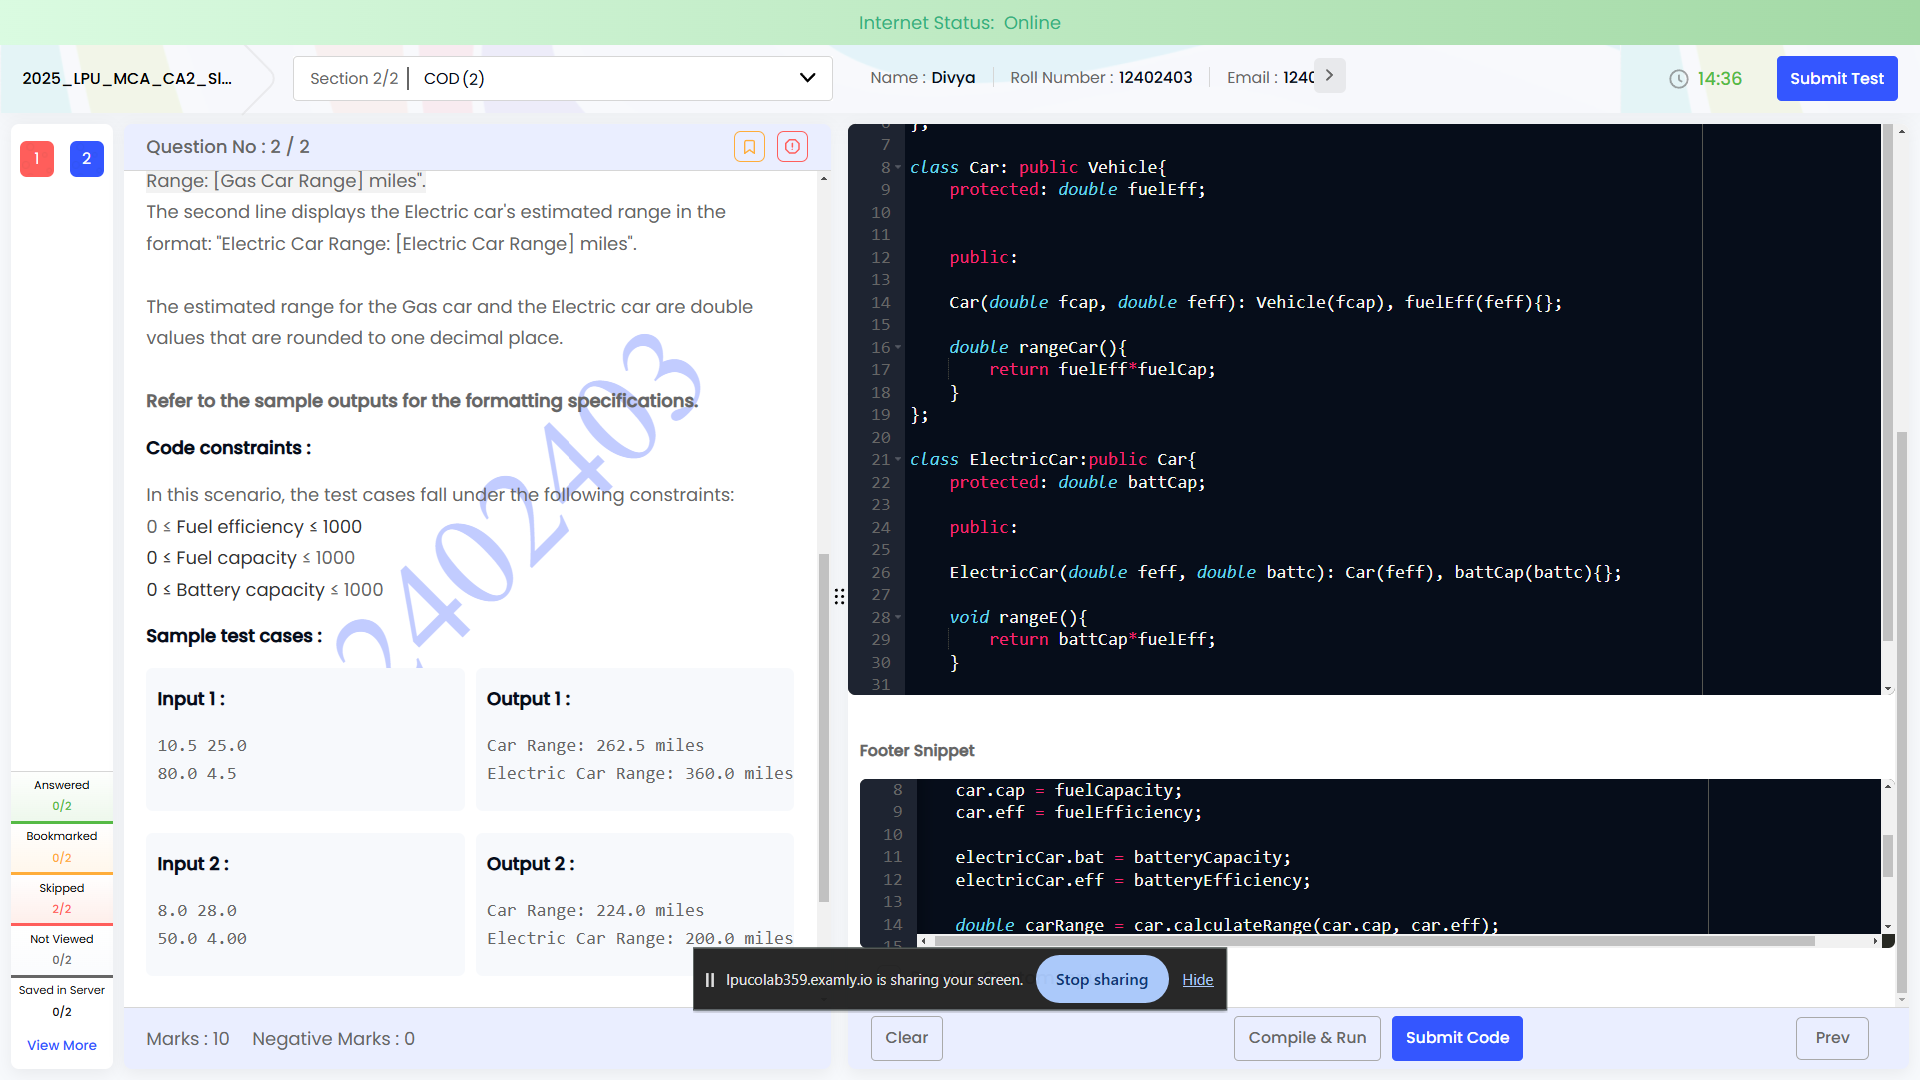 Internet Status: Online
2025_LPU_MCA_CA2_Sl...
Section 2/2 | COD (2)
Name : Divya
Roll Number : 12402403
Email : 1240
14:36
Submit Test
1
2
Question No : 2 / 2
Range: [Gas Car Range] miles".
The second line displays the Electric car's estimated range in the
format: "Electric Car Range: [Electric Car Range] miles".
The estimated range for the Gas car and the Electric car are double
values that are rounded to one decimal place.
Refer to the sample outputs for the formatting specifications.
Code constraints :
In this scenario, the test cases fall under the following constraints:
0 ≤ Fuel efficiency ≤ 1000
0 ≤ Fuel capacity ≤ 1000
0 ≤ Battery capacity ≤ 1000
Sample test cases :
Input 1 :
10.5 25.0
80.0 4.5
Output 1 :
Car Range: 262.5 miles
Electric Car Range: 360.0 miles
Input 2 :
8.0 28.0
50.0 4.00
Output 2 :
Car Range: 224.0 miles
Electric Car Range: 200.0 miles
2402403
Answered
0/2
Bookmarked
0/2
Skipped
2/2
Not Viewed
0/2
Saved in Server
0/2
View More
Marks : 10
Negative Marks : 0
6 };
7
8 class Car: public Vehicle{
9 protected: double fuelEff;
10
11
12 public:
13
14 Car(double fcap, double feff): Vehicle(fcap), fuelEff(feff){};
15
16 double rangeCar(){
17 return fuelEff*fuelCap;
18 }
19 };
20
21 class ElectricCar:public Car{
22 protected: double battCap;
23
24 public:
25
26 ElectricCar(double feff, double battc): Car(feff), battCap(battc){};
27
28 void rangeE(){
29 return battCap*fuelEff;
30 }
31
Footer Snippet
8 car.cap = fuelCapacity;
9 car.eff = fuelEfficiency;
10
11 electricCar.bat = batteryCapacity;
12 electricCar.eff = batteryEfficiency;
13
14 double carRange = car.calculateRange(car.cap, car.eff);
15
lpucolab359.examly.io is sharing your screen.
Stop sharing
Hide
Clear
Compile & Run
Submit Code
Prev